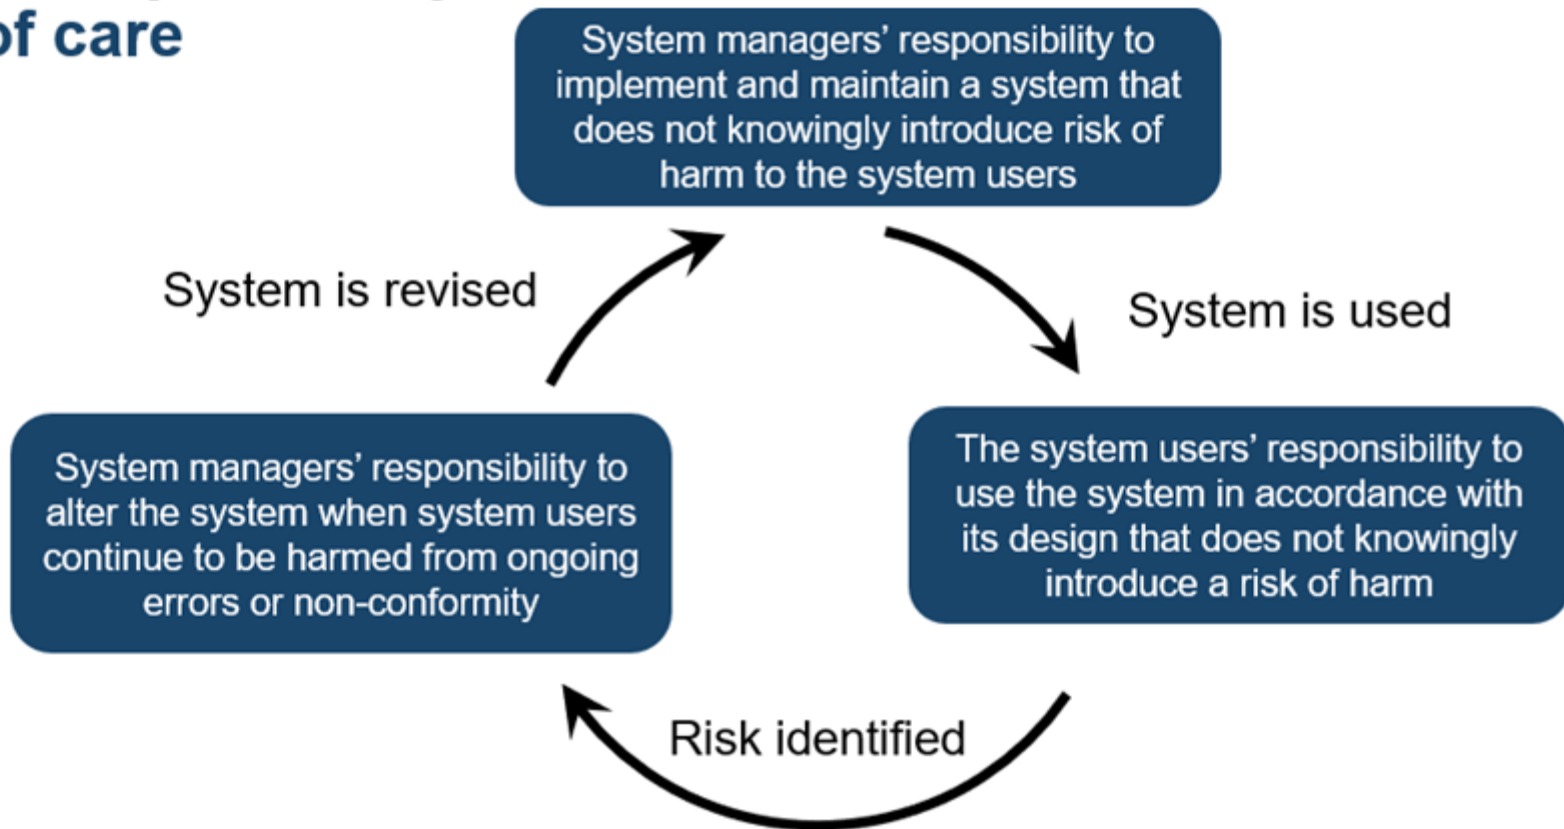 of care
System managers’ responsibility to
implement and maintain a system that
does not knowingly introduce risk of
harm to the system users
System is revised
System is used
System managers’ responsibility to
alter the system when system users
continue to be harmed from ongoing
errors or non-conformity
The system users’ responsibility to
use the system in accordance with
its design that does not knowingly
introduce a risk of harm
Risk identified